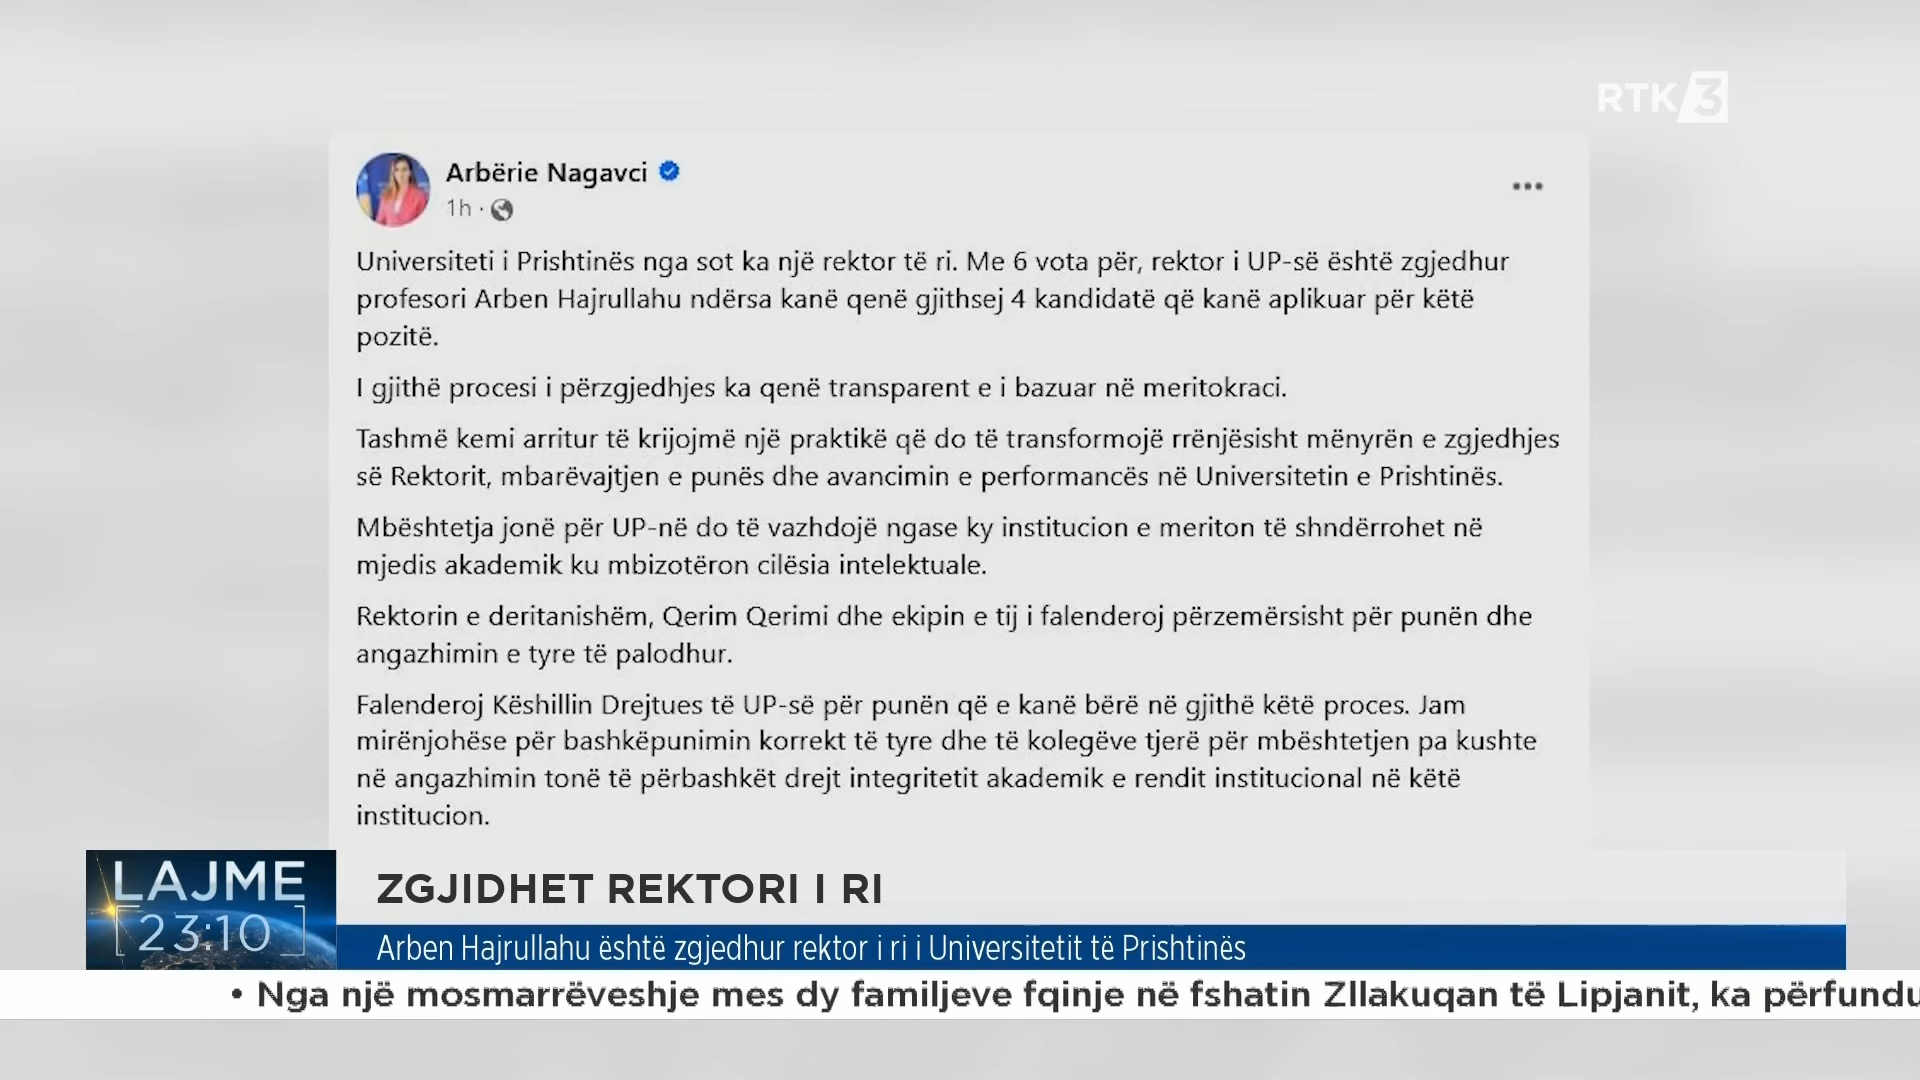 RTK 3
Arbërie Nagavci
1h ·
Universiteti i Prishtinës nga sot ka një rektor të ri. Me 6 vota për, rektor i UP-së është zgjedhur
profesori Arben Hajrullahu ndërsa kanë qenë gjithsej 4 kandidatë që kanë aplikuar për këtë
pozitë.
I gjithë procesi i përzgjedhjes ka qenë transparent e i bazuar në meritokraci.
Tashmë kemi arritur të krijojmë një praktikë që do të transformojë rrënjësisht mënyrën e zgjedhjes
së Rektorit, mbarëvajtjen e punës dhe avancimin e performancës në Universitetin e Prishtinës.
Mbështetja jonë për UP-në do të vazhdojë ngase ky institucion e meriton të shndërrohet në
mjedis akademik ku mbizotëron cilësia intelektuale.
Rektorin e deritanishëm, Qerim Qerimi dhe ekipin e tij i falenderoj përzemërsisht për punën dhe
angazhimin e tyre të palodhur.
Falenderoj Këshillin Drejtues të UP-së për punën që e kanë bërë në gjithë këtë proces. Jam
mirënjohëse për bashkëpunimin korrekt të tyre dhe të kolegëve tjerë për mbështetjen pa kushte
në angazhimin tonë të përbashkët drejt integritetit akademik e rendit institucional në këtë
institucion.
LAJME
23:10
ZGJIDHET REKTORI I RI
Arben Hajrullahu është zgjedhur rektor i ri i Universitetit të Prishtinës
• Nga një mosmarrëveshje mes dy familjeve fqinje në fshatin Zllakuqan të Lipjanit, ka përfundu